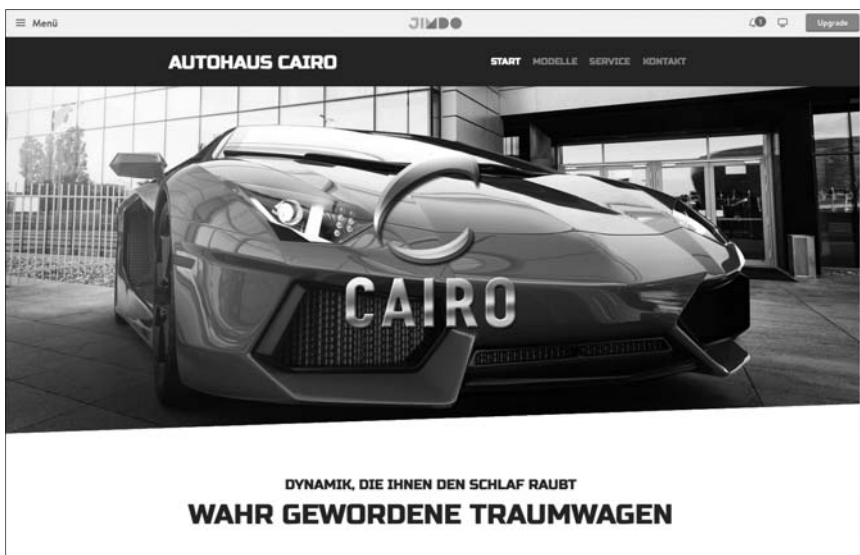 Menü
JIMDO
1
Upgrade
AUTOHAUS CAIRO
START MODELLE SERVICE KONTAKT
CAIRO
DYNAMIK, DIE IHNEN DEN SCHLAF RAUBT
WAHR GEWORDENE TRAUMWAGEN